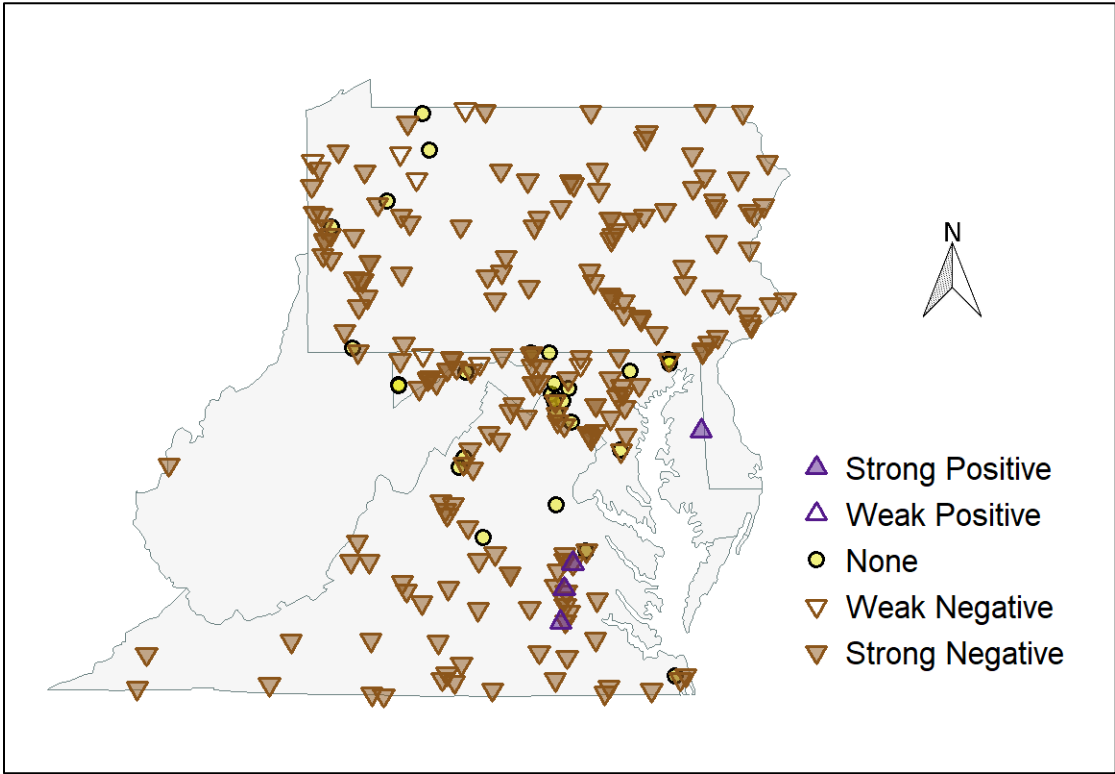 N
Strong Positive
Weak Positive
None
Weak Negative
Strong Negative